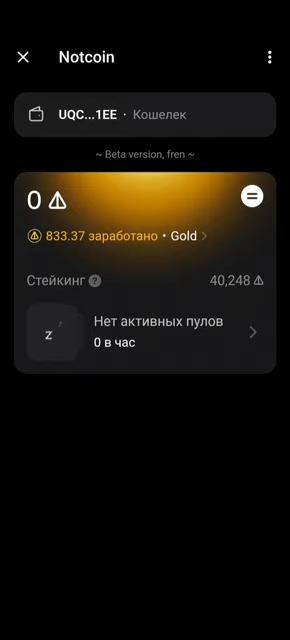 Notcoin
UQC...1EE · Кошелек
~ Beta version, fren ~
0
833.37 заработано • Gold
Стейкинг ? 40,248
Нет активных пулов
0 в час
z z